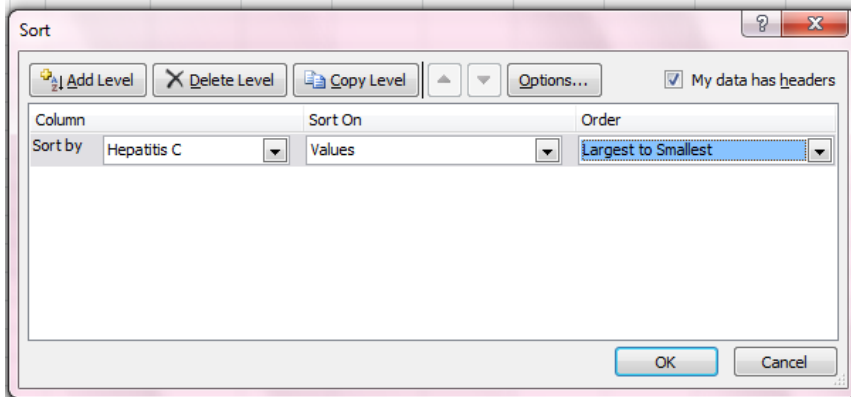 Sort
Add Level Delete Level Copy Level Options... My data has headers
Column Sort On Order
Sort by Hepatitis C Values Largest to Smallest
OK Cancel